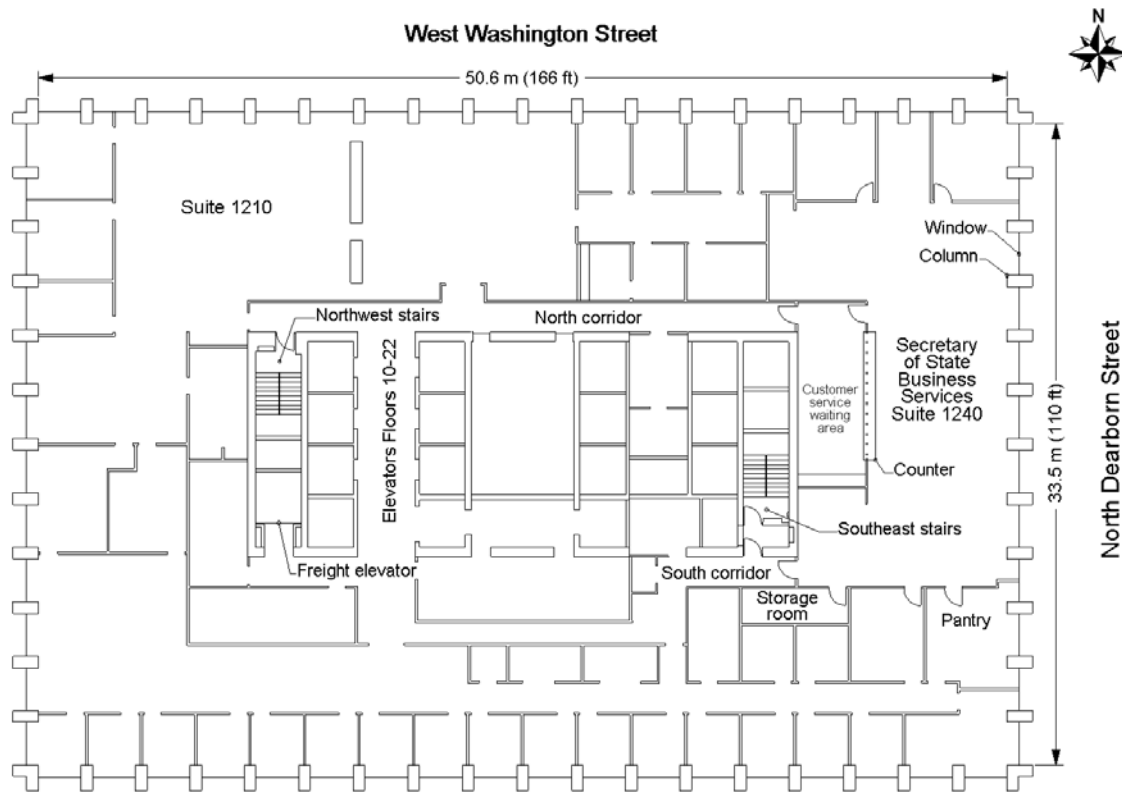 West Washington Street
N
50.6 m (166 ft)
Suite 1210
Window
Column
Northwest stairs
North corridor
Elevators Floors 10-22
Secretary
of State
Business
Services
Suite 1240
Customer
service
waiting
area
North Dearborn Street
33.5 m (110 ft)
Counter
Southeast stairs
Freight elevator
South corridor
Storage
room
Pantry